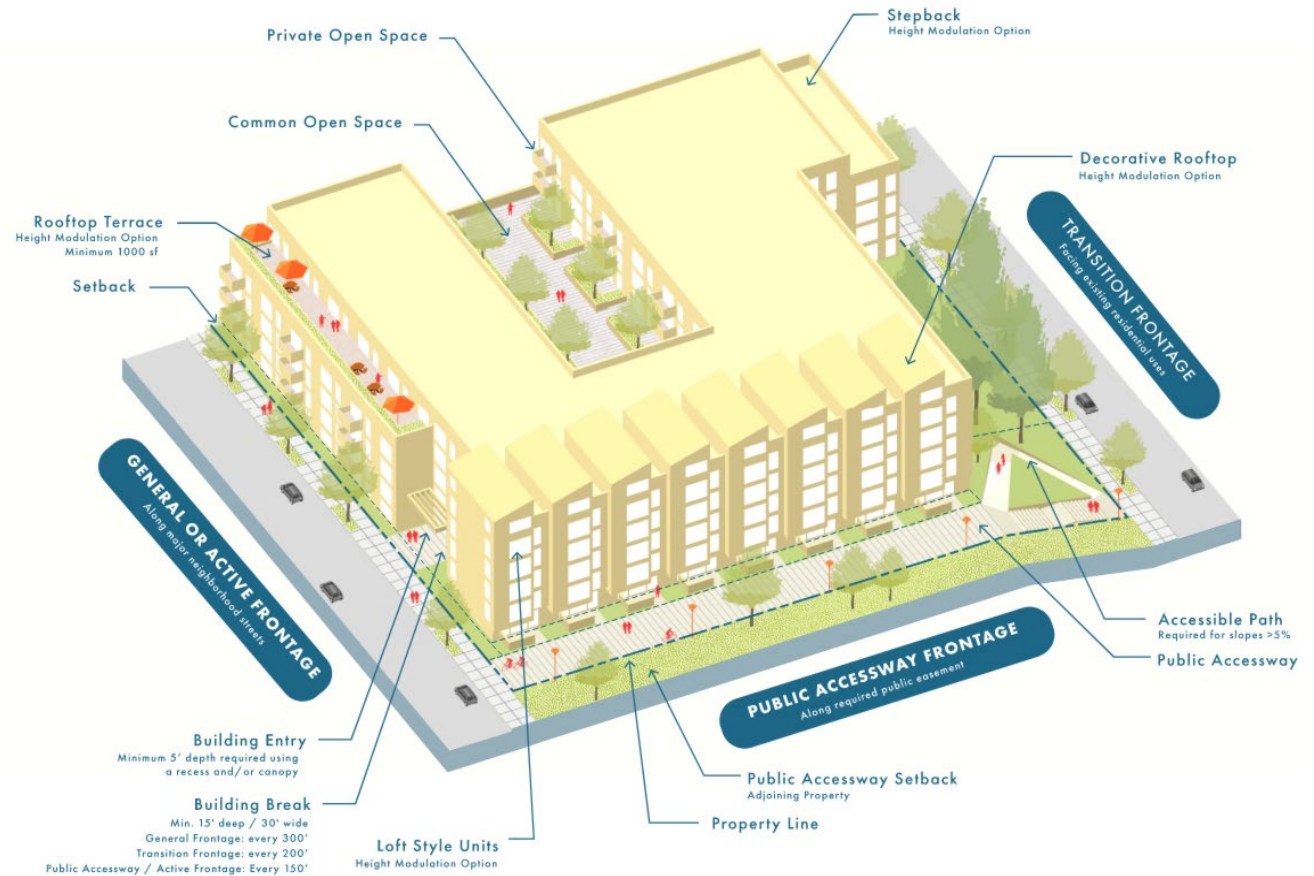 Stepback
Height Modulation Option
Private Open Space
Common Open Space
Decorative Rooftop
Height Modulation Option
Rooftop Terrace
Height Modulation Option
Minimum 1000 sf
Setback
TRANSITION FRONTAGE
Facing existing residential uses
GENERAL OR ACTIVE FRONTAGE
Along major neighborhood streets
PUBLIC ACCESSWAY FRONTAGE
Along required public easement
Accessible Path
Required for slopes >5%
Public Accessway
Building Entry
Minimum 5' depth required using
a recess and/or canopy
Building Break
Min. 15' deep / 30' wide
General Frontage: every 300'
Transition Frontage: every 200'
Public Accessway / Active Frontage: Every 150'
Loft Style Units
Height Modulation Option
Property Line
Public Accessway Setback
Adjoining Property